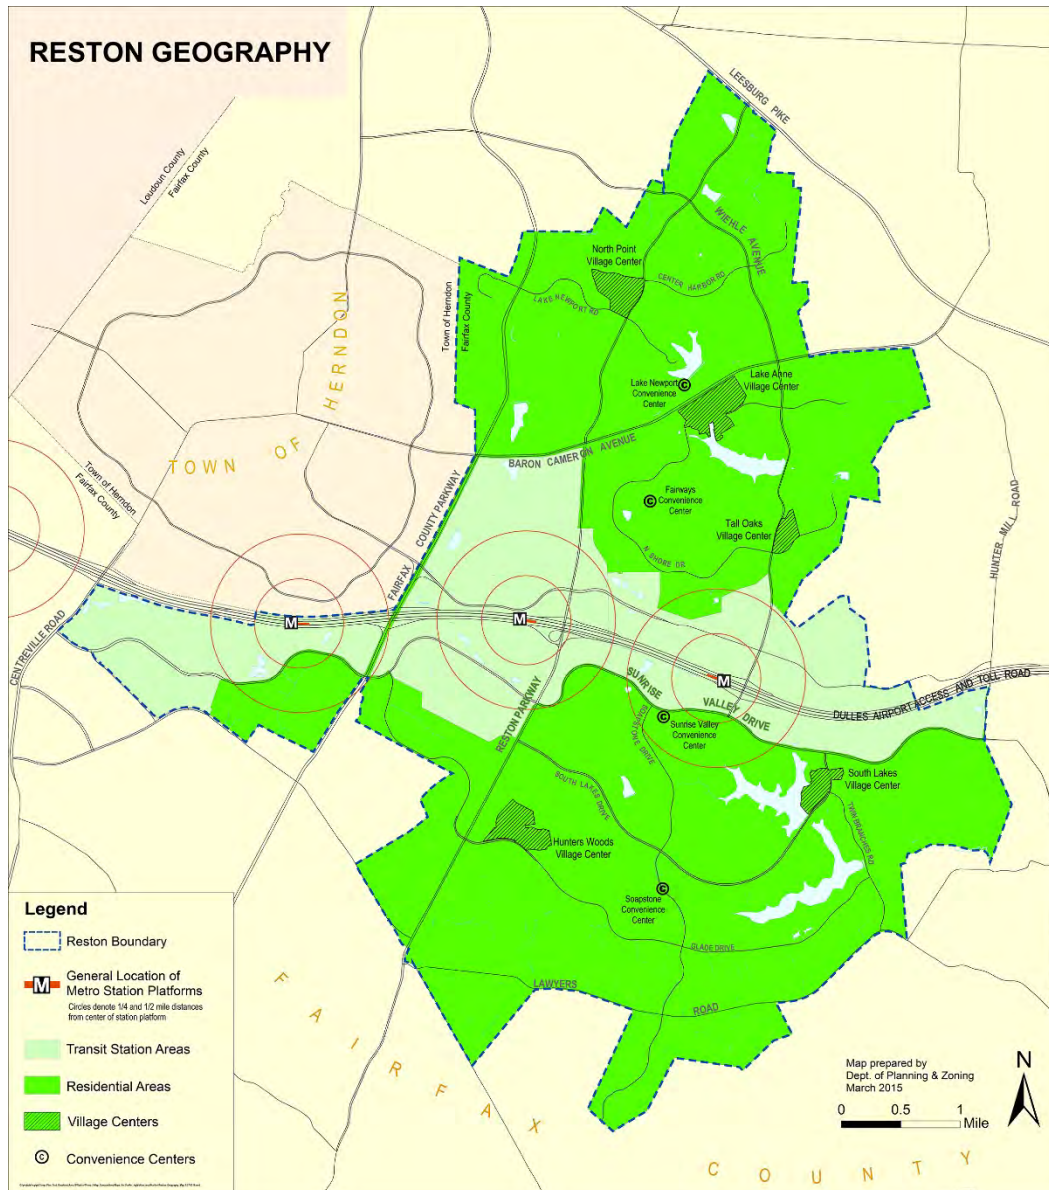 RESTON GEOGRAPHY
LEESBURG PIKE
Loudoun County
Fairfax County
WIEHLE AVENUE
North Point
Village Center
CENTER HARBOR RD
LAKE NEWPORT RD
Town of Herndon
Fairfax County
TOWN OF HERNDON
Lake Newport
Convenience
Center
Lake Anne
Village Center
BARON CAMERON AVENUE
Town of Herndon
Fairfax County
Fairways
Convenience
Center
Tall Oaks
Village Center
N SHORE DR
HUNTER MILL ROAD
FAIRFAX COUNTY PARKWAY
CENTREVILLE ROAD
M
M
M
SUNRISE VALLEY DRIVE
DULLES AIRPORT ACCESS AND TOLL ROAD
RESTON PARKWAY
SOAPSTONE DRIVE
C
C
C
C
Sunrise Valley
Convenience
Center
SOUTH LAKES DRIVE
South Lakes
Village Center
TWIN BRANCHES RD
Hunters Woods
Village Center
Soapstone
Convenience
Center
GLADE DRIVE
LAWYERS ROAD
FAIRFAX COUNTY
Legend
Reston Boundary
M
General Location of
Metro Station Platforms
Circles denote 1/4 and 1/2 mile distances
from center of station platform
Transit Station Areas
Residential Areas
Village Centers
C
Convenience Centers
Map prepared by
Dept. of Planning & Zoning
March 2015
0 0.5 1
Mile
N